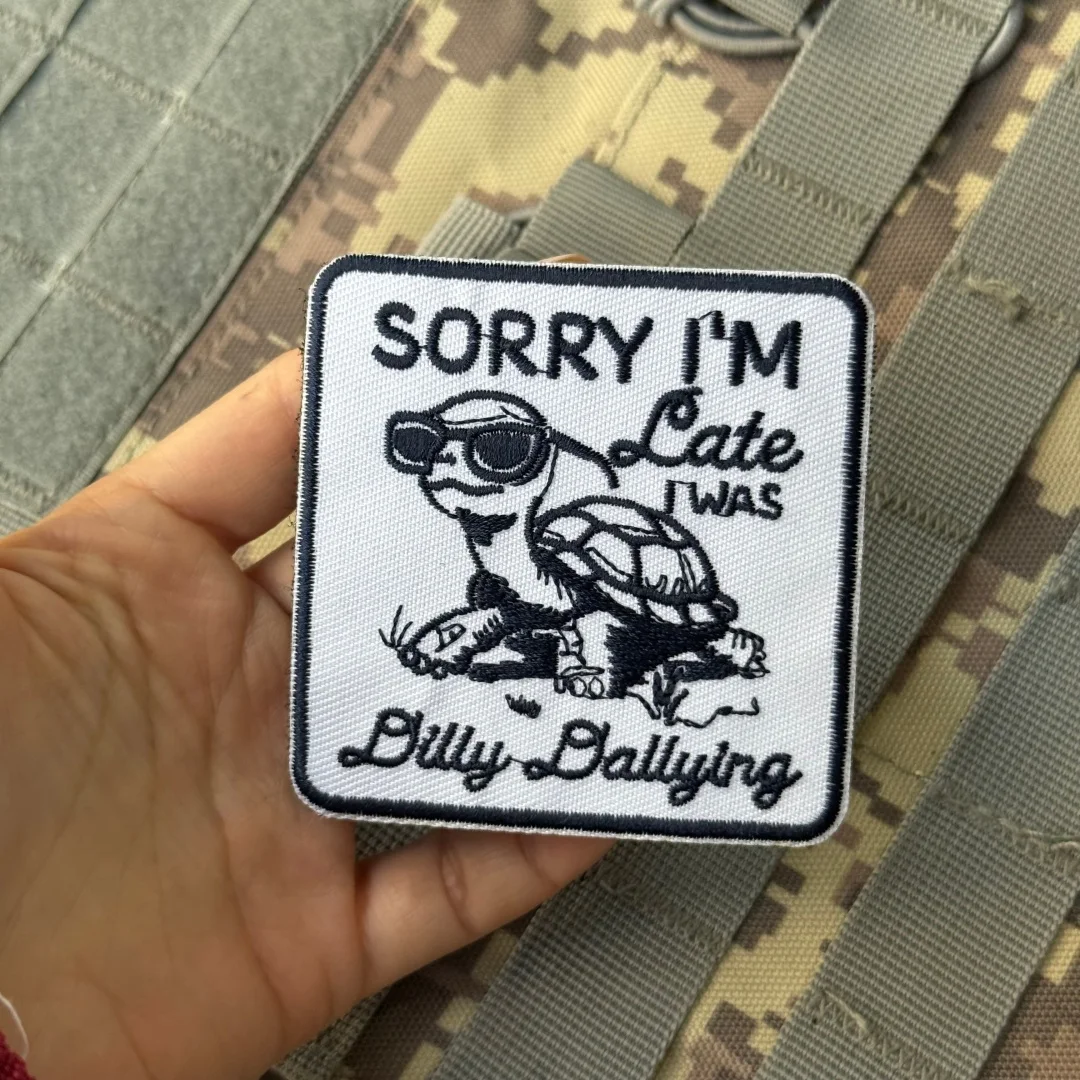 SORRY I'M
Late
I WAS
Dilly-Dallying